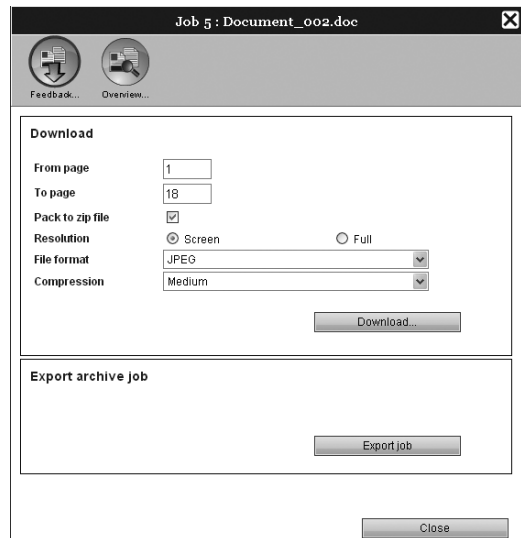 Job 5 : Document_002.doc
Feedback... Overview...
Download
From page 1
To page 18
Pack to zip file
Resolution Screen Full
File format JPEG
Compression Medium
Download...
Export archive job
Export job
Close